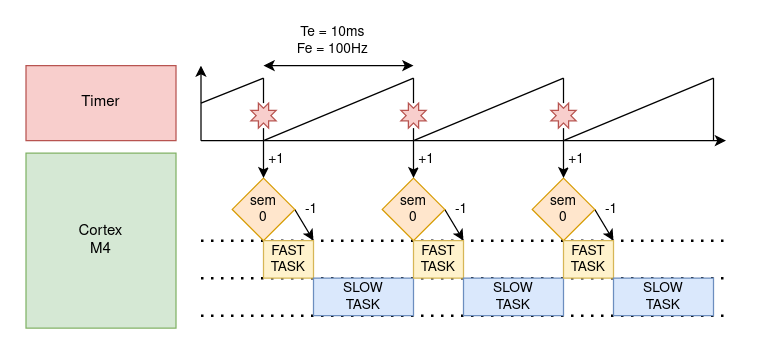 Te = 10ms
Fe = 100Hz
Timer
+1
+1
+1
Cortex
M4
sem
0
-1
sem
0
-1
sem
0
-1
FAST
TASK
FAST
TASK
FAST
TASK
SLOW
TASK
SLOW
TASK
SLOW
TASK